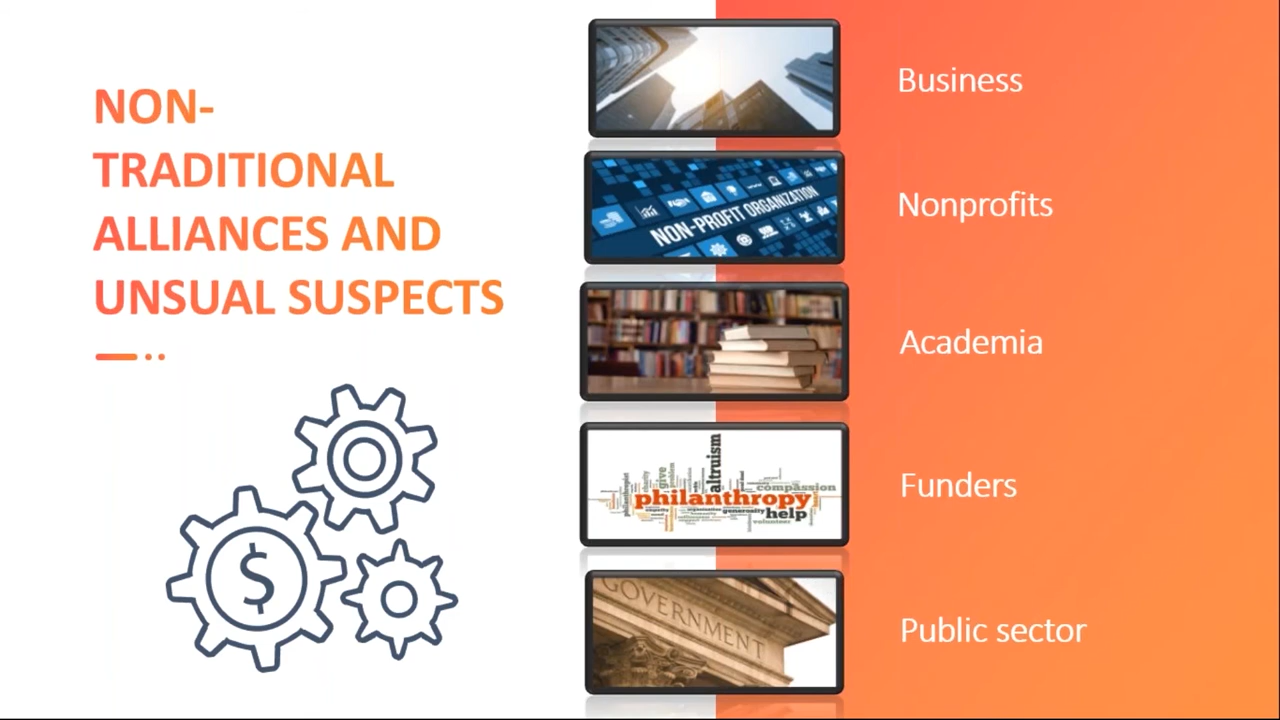 NON-
TRADITIONAL
ALLIANCES AND
UNSUAL SUSPECTS
$
Business
NON-PROFIT ORGANIZATION
Nonprofits
Academia
altruism
give
compassion
philanthropy
generosity
help
volunteer
Funders
GOVERNMENT
Public sector